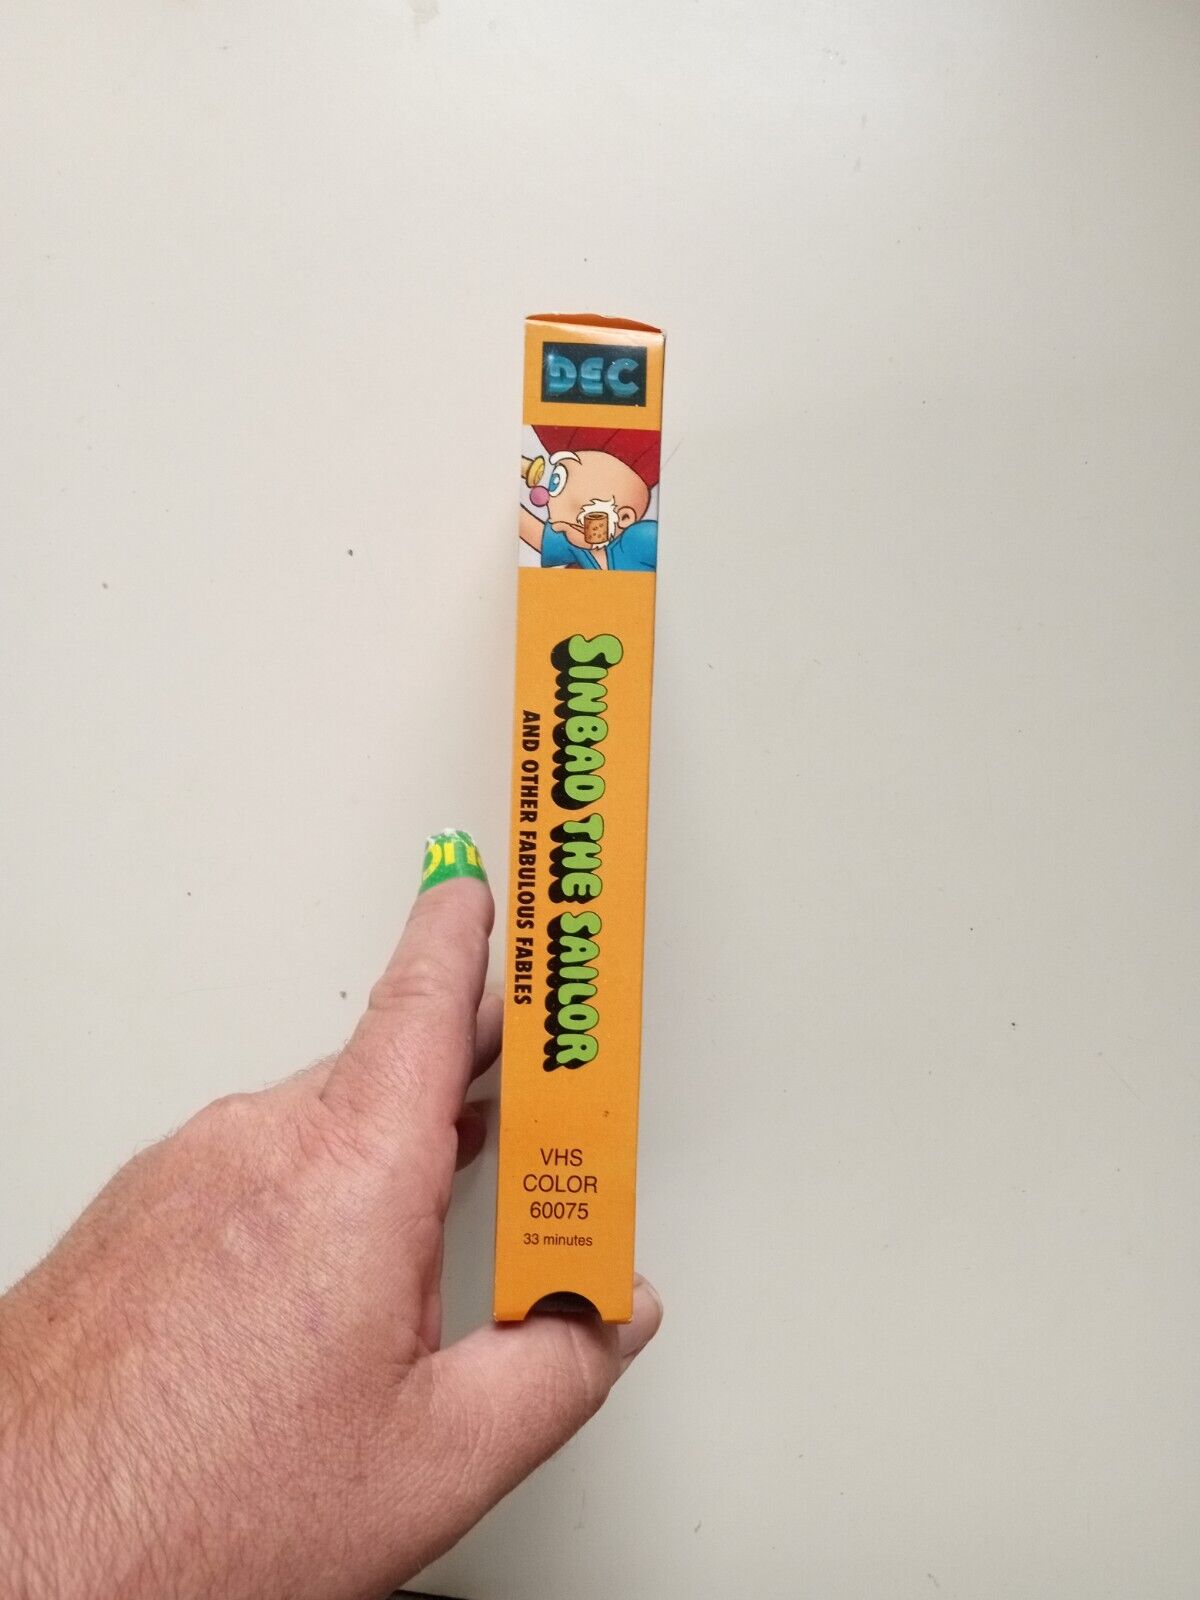 DEC
SINBAD THE SAILOR
AND OTHER FABULOUS FABLES
VHS
COLOR
60075
33 minutes